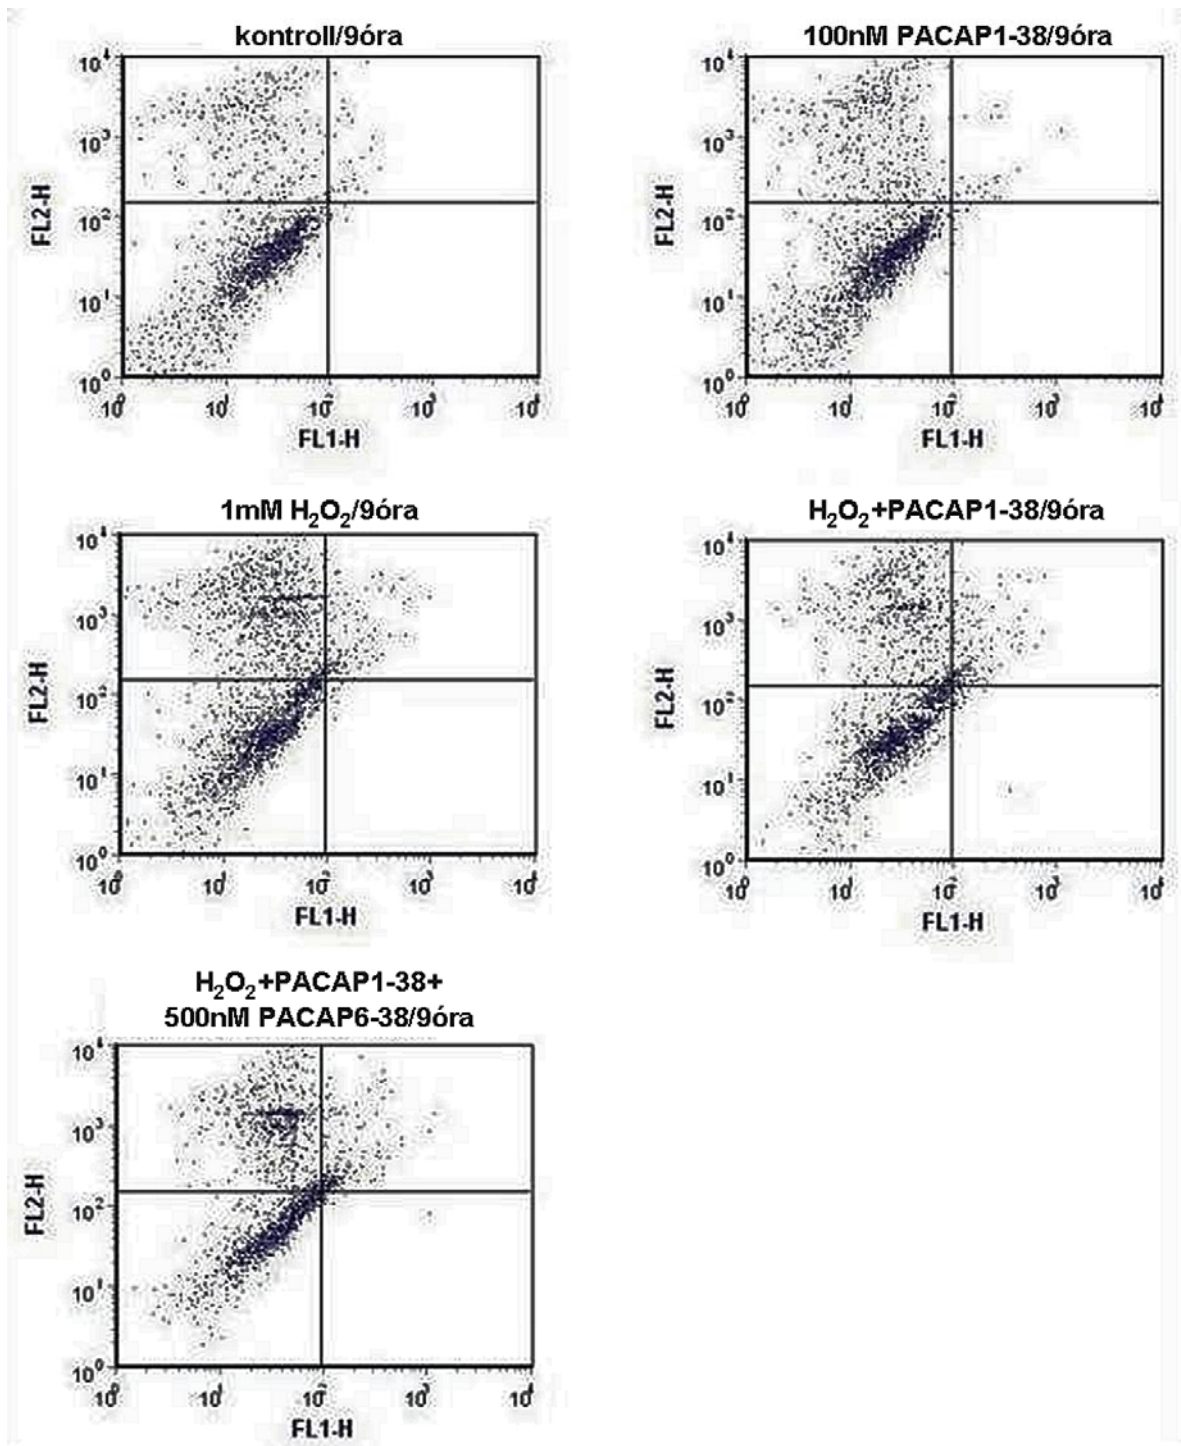 kontroll/9óra
100nM PACAP1-38/9óra
10⁴
10³
10²
10¹
10⁰
FL2-H
10⁰ 10¹ 10² 10³ 10⁴
FL1-H
10⁴
10³
10²
10¹
10⁰
FL2-H
10⁰ 10¹ 10² 10³ 10⁴
FL1-H
1mM H₂O₂/9óra
H₂O₂+PACAP1-38/9óra
10⁴
10³
10²
10¹
10⁰
FL2-H
10⁰ 10¹ 10² 10³ 10⁴
FL1-H
10⁴
10³
10²
10¹
10⁰
FL2-H
10⁰ 10¹ 10² 10³ 10⁴
FL1-H
H₂O₂+PACAP1-38+
500nM PACAP6-38/9óra
10⁴
10³
10²
10¹
10⁰
FL2-H
10⁰ 10¹ 10² 10³ 10⁴
FL1-H